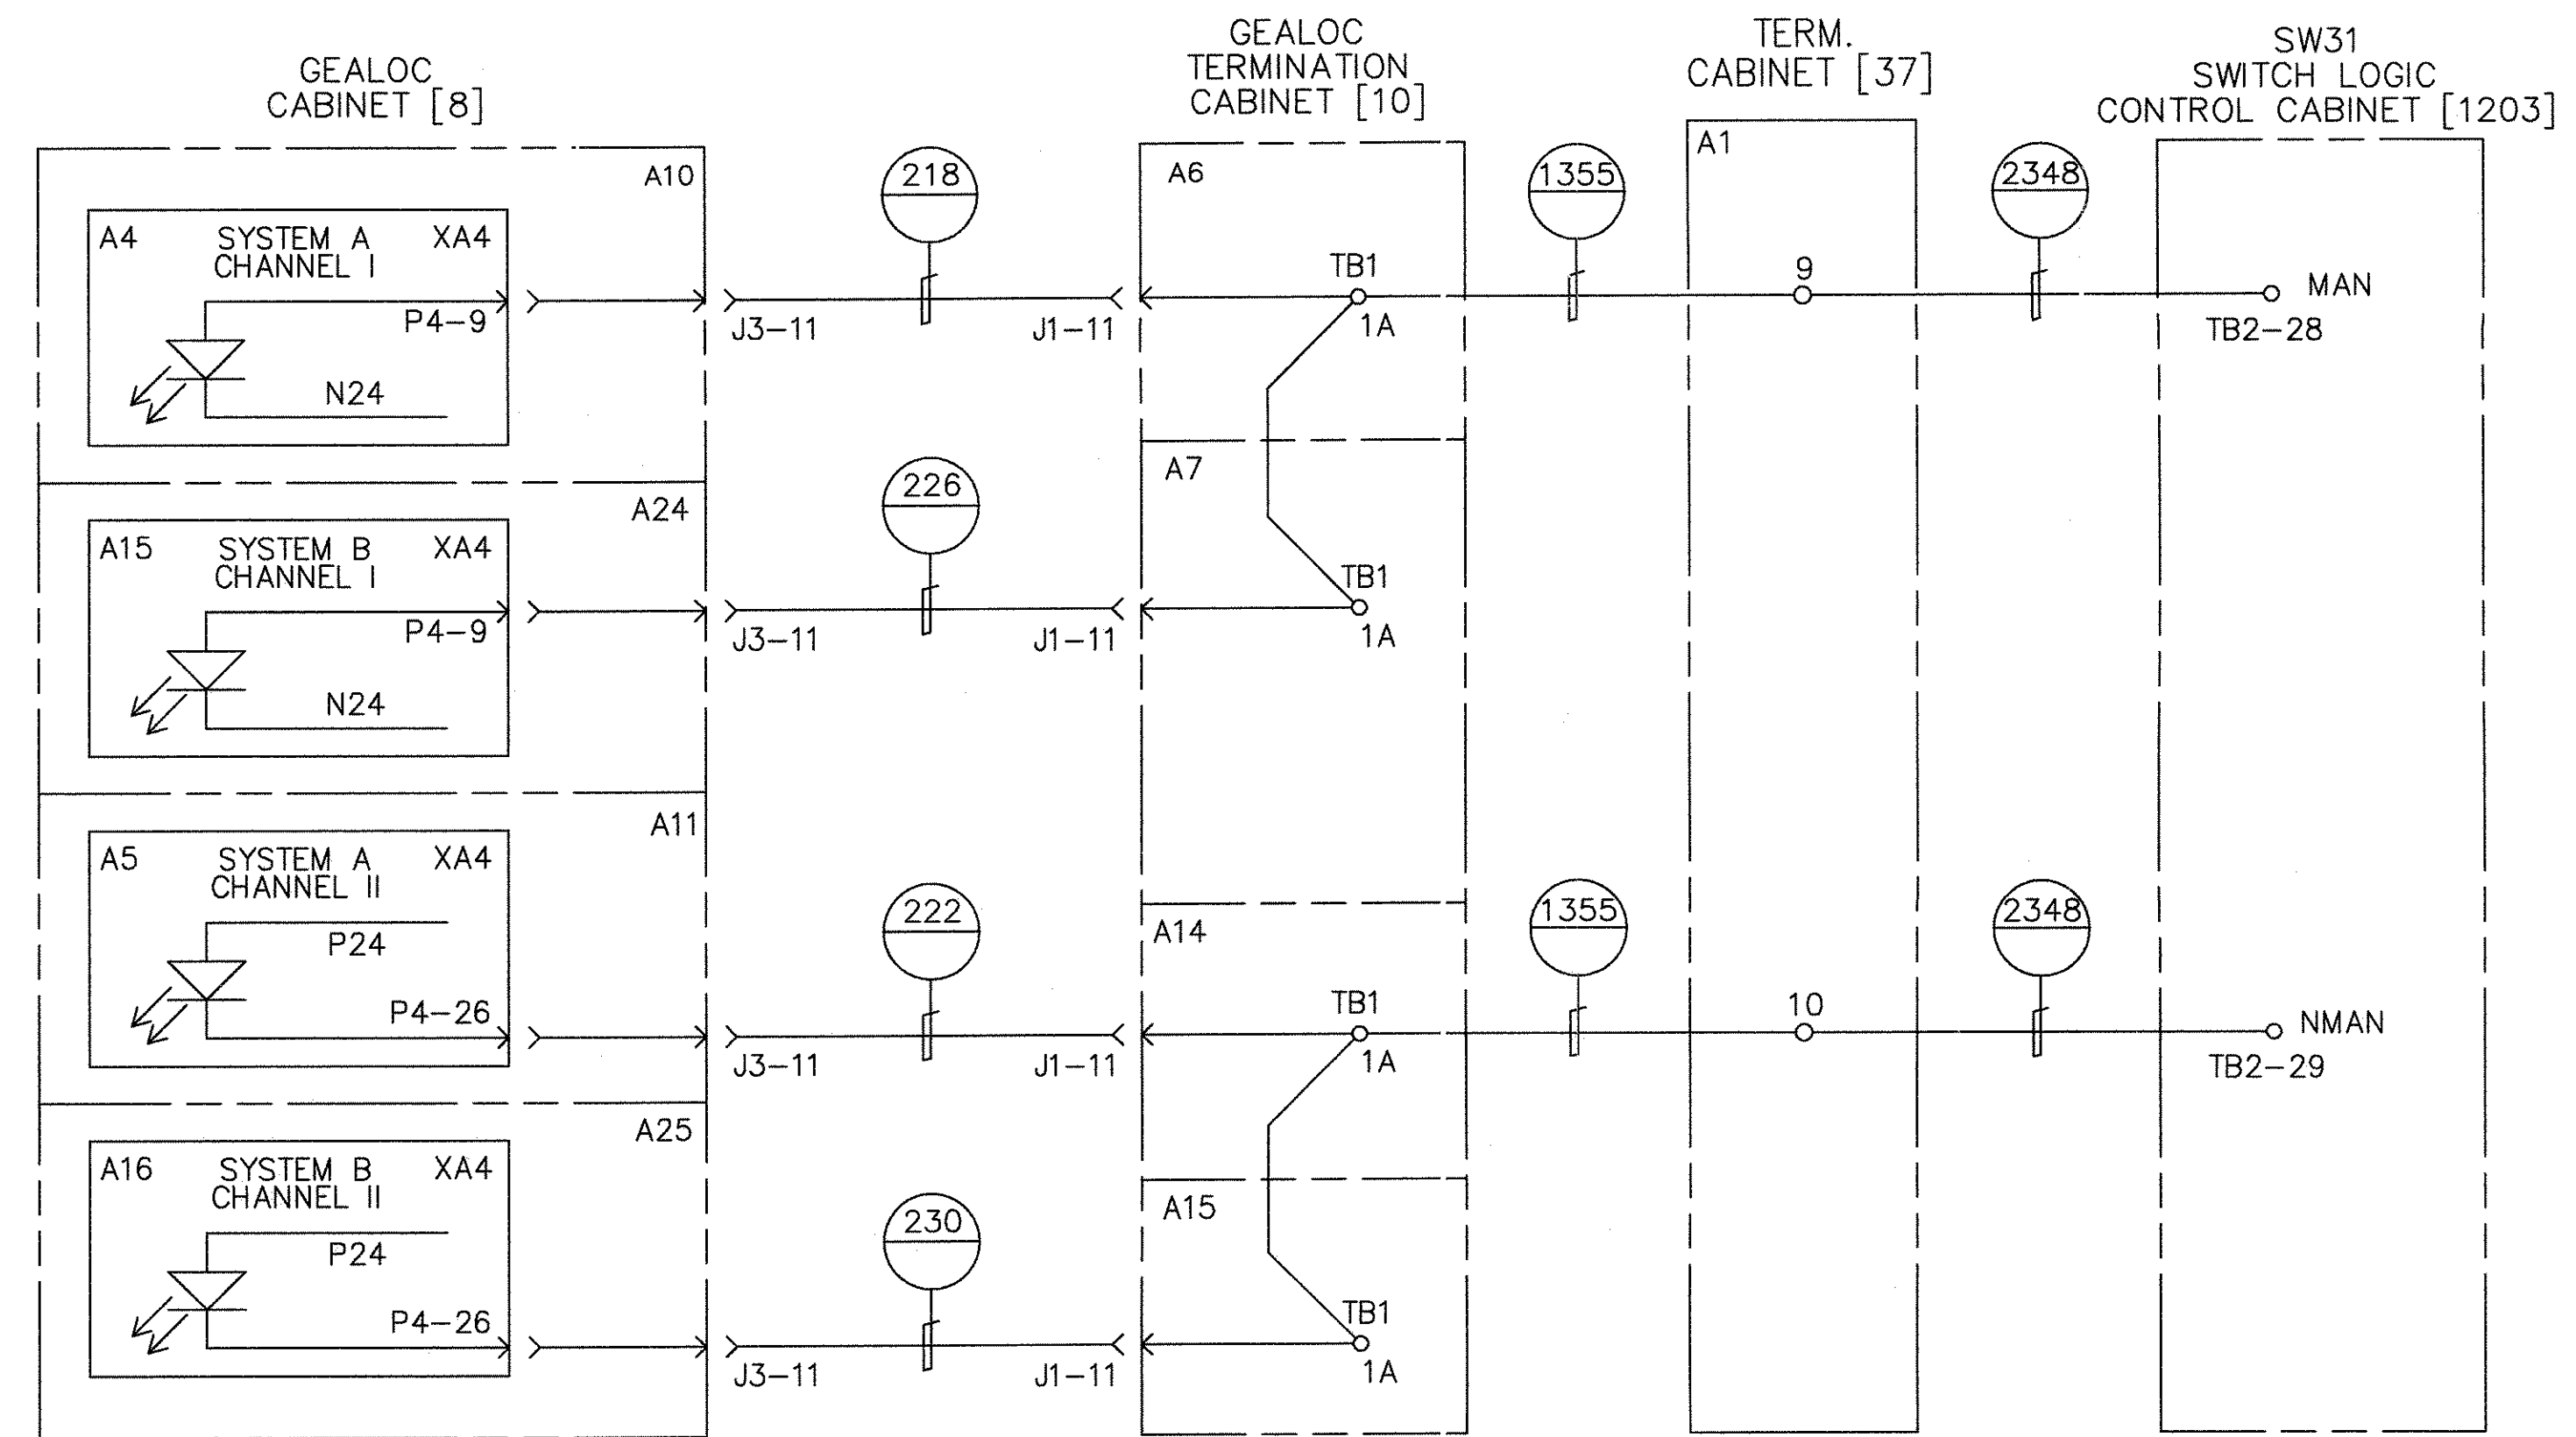 GEALOC
CABINET [8]
GEALOC
TERMINATION
CABINET [10]
TERM.
CABINET [37]
SW31
SWITCH LOGIC
CONTROL CABINET [1203]
A10
A4 SYSTEM A XA4
CHANNEL I
P4-9
N24
218
J3-11
J1-11
A6
TB1
1A
1355
A1
9
2348
MAN
TB2-28
A24
A15 SYSTEM B XA4
CHANNEL I
P4-9
N24
226
J3-11
J1-11
A7
TB1
1A
A11
A5 SYSTEM A XA4
CHANNEL II
P24
P4-26
222
J3-11
J1-11
A14
TB1
1A
1355
10
2348
NMAN
TB2-29
A25
A16 SYSTEM B XA4
CHANNEL II
P24
P4-26
230
J3-11
J1-11
A15
TB1
1A